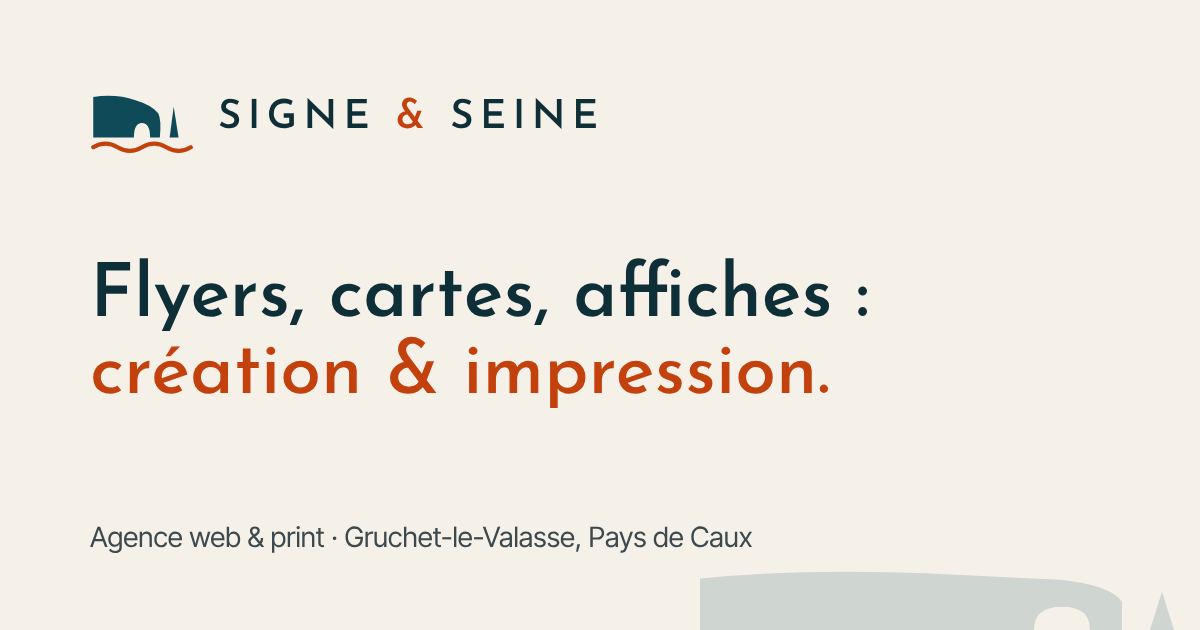 SIGNE & SEINE
Flyers, cartes, affiches :
création & impression.
Agence web & print · Gruchet-le-Valasse, Pays de Caux